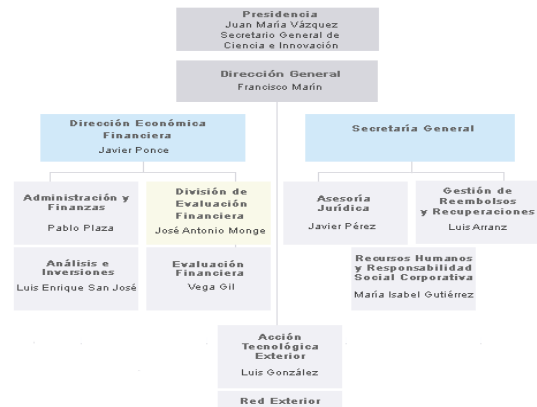 Presidencia
Juan María Vázquez
Secretario General de
Ciencia e Innovación
Dirección General
Francisco Marín
Dirección Económica
Financiera
Javier Ponce
Secretaría General
Administración y
Finanzas
Pablo Plaza
División de
Evaluación
Financiera
José Antonio Monge
Asesoría
Jurídica
Javier Pérez
Gestión de
Reembolsos
y Recuperaciones
Luis Arranz
Análisis e
Inversiones
Luis Enrique San José
Evaluación
Financiera
Vega Gil
Recursos Humanos
y Responsabilidad
Social Corporativa
María Isabel Gutiérrez
Acción
Tecnológica
Exterior
Luis González
Red Exterior